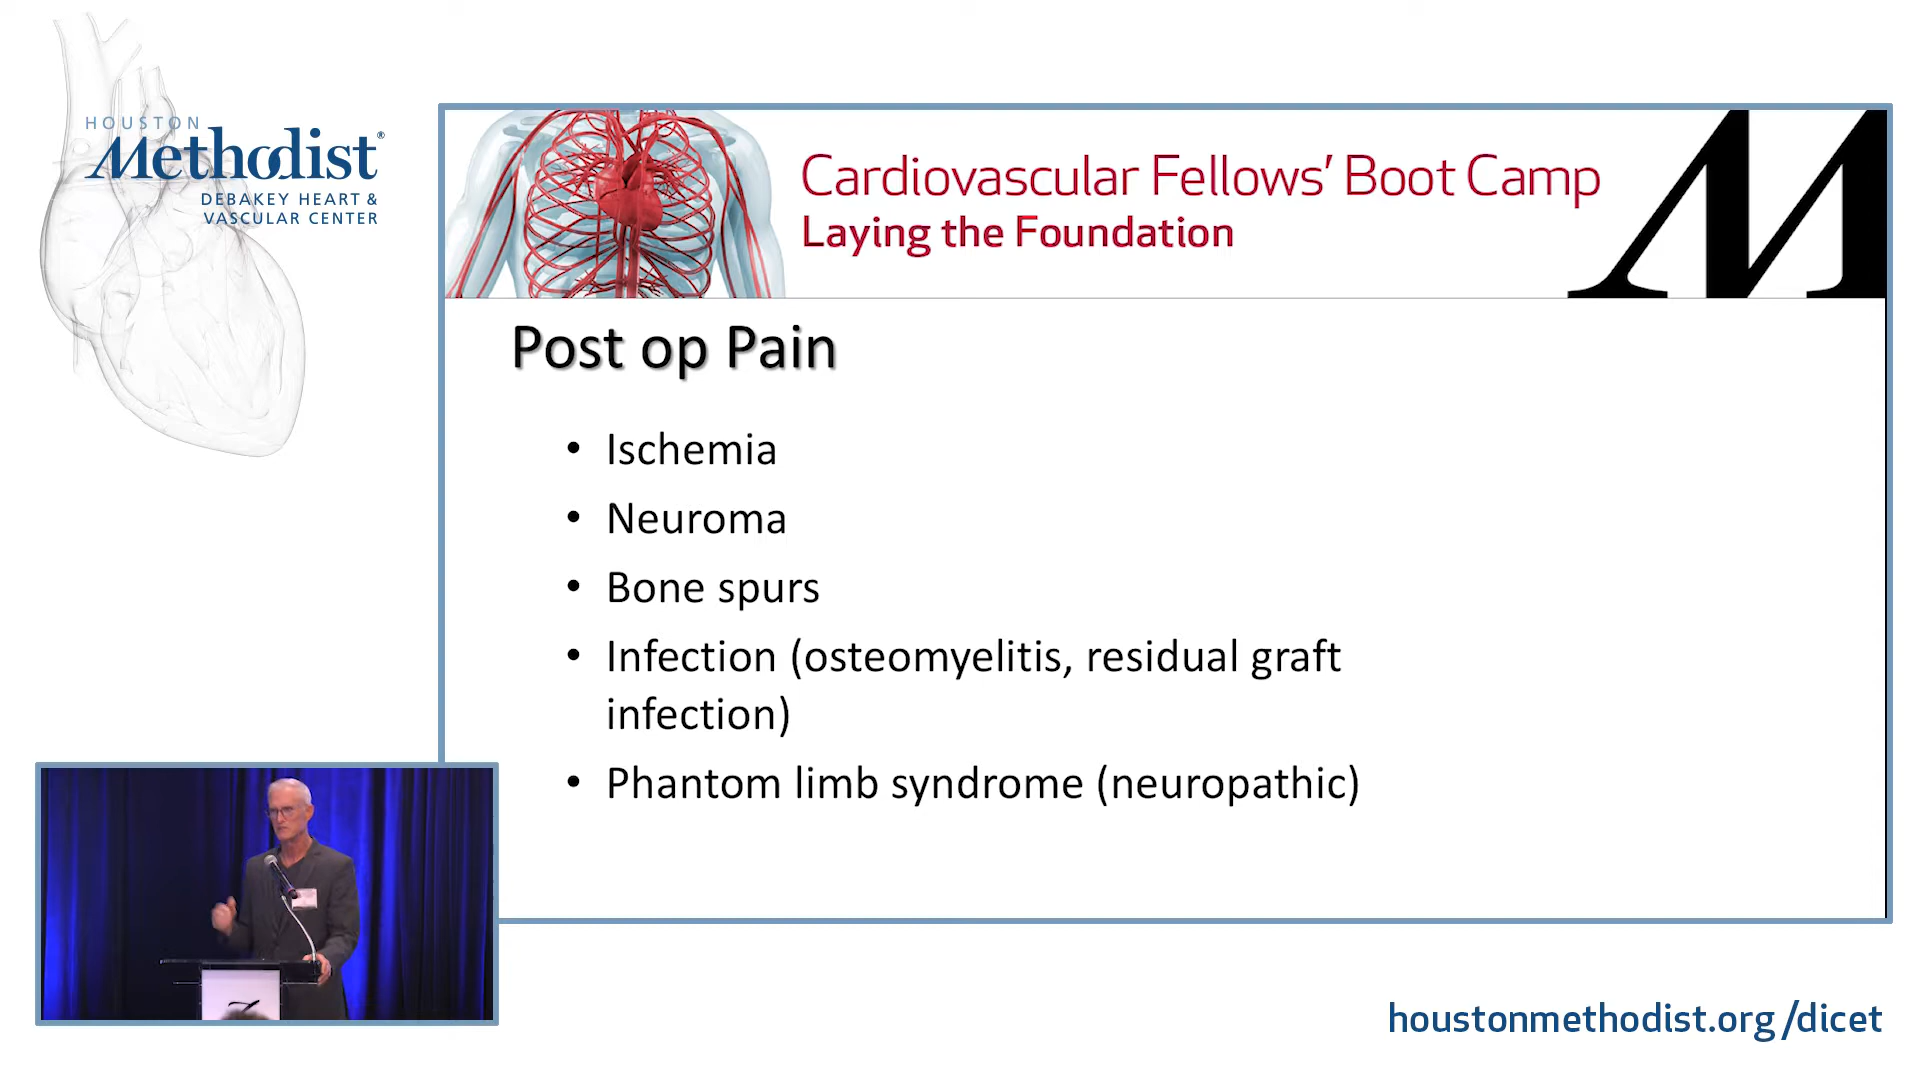 HOUSTON
Methodist®
DEBAKEY HEART &
VASCULAR CENTER
Cardiovascular Fellows’ Boot Camp
Laying the Foundation
Post op Pain
• Ischemia
• Neuroma
• Bone spurs
• Infection (osteomyelitis, residual graft
infection)
• Phantom limb syndrome (neuropathic)
houstonmethodist.org/dicet